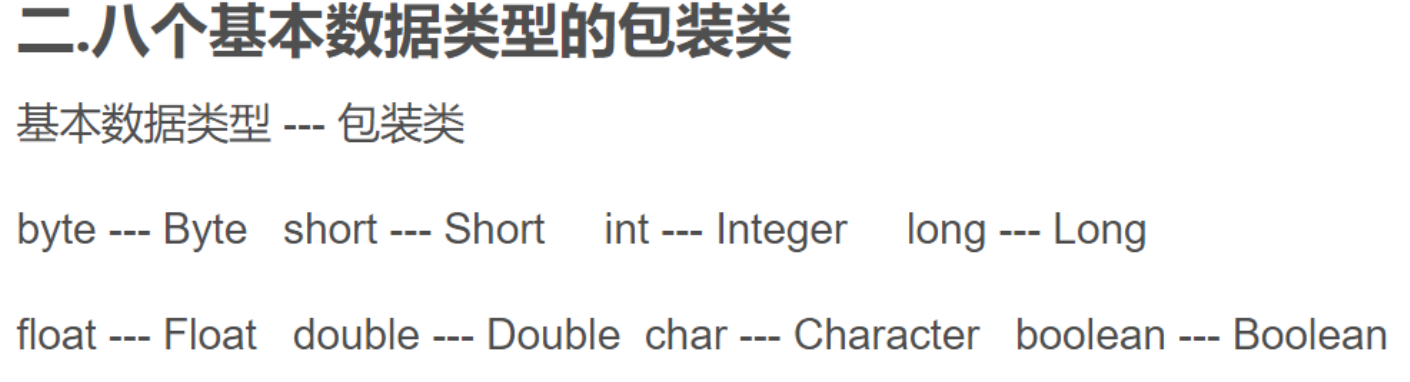 二.八个基本数据类型的包装类
基本数据类型 --- 包装类
byte --- Byte   short --- Short     int --- Integer     long --- Long
float --- Float   double --- Double  char --- Character   boolean --- Boolean